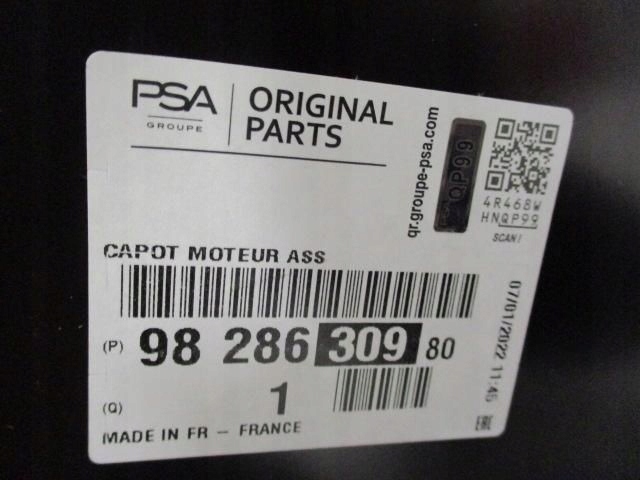 PSA
GROUPE
ORIGINAL
PARTS
qr.groupe-psa.com
QP99
4R468W
HNQP99
SCAN!
CAPOT MOTEUR ASS
(P) 98 286 309 80
(Q) 1
MADE IN FR - FRANCE
07/01/2022 11:45
EAC